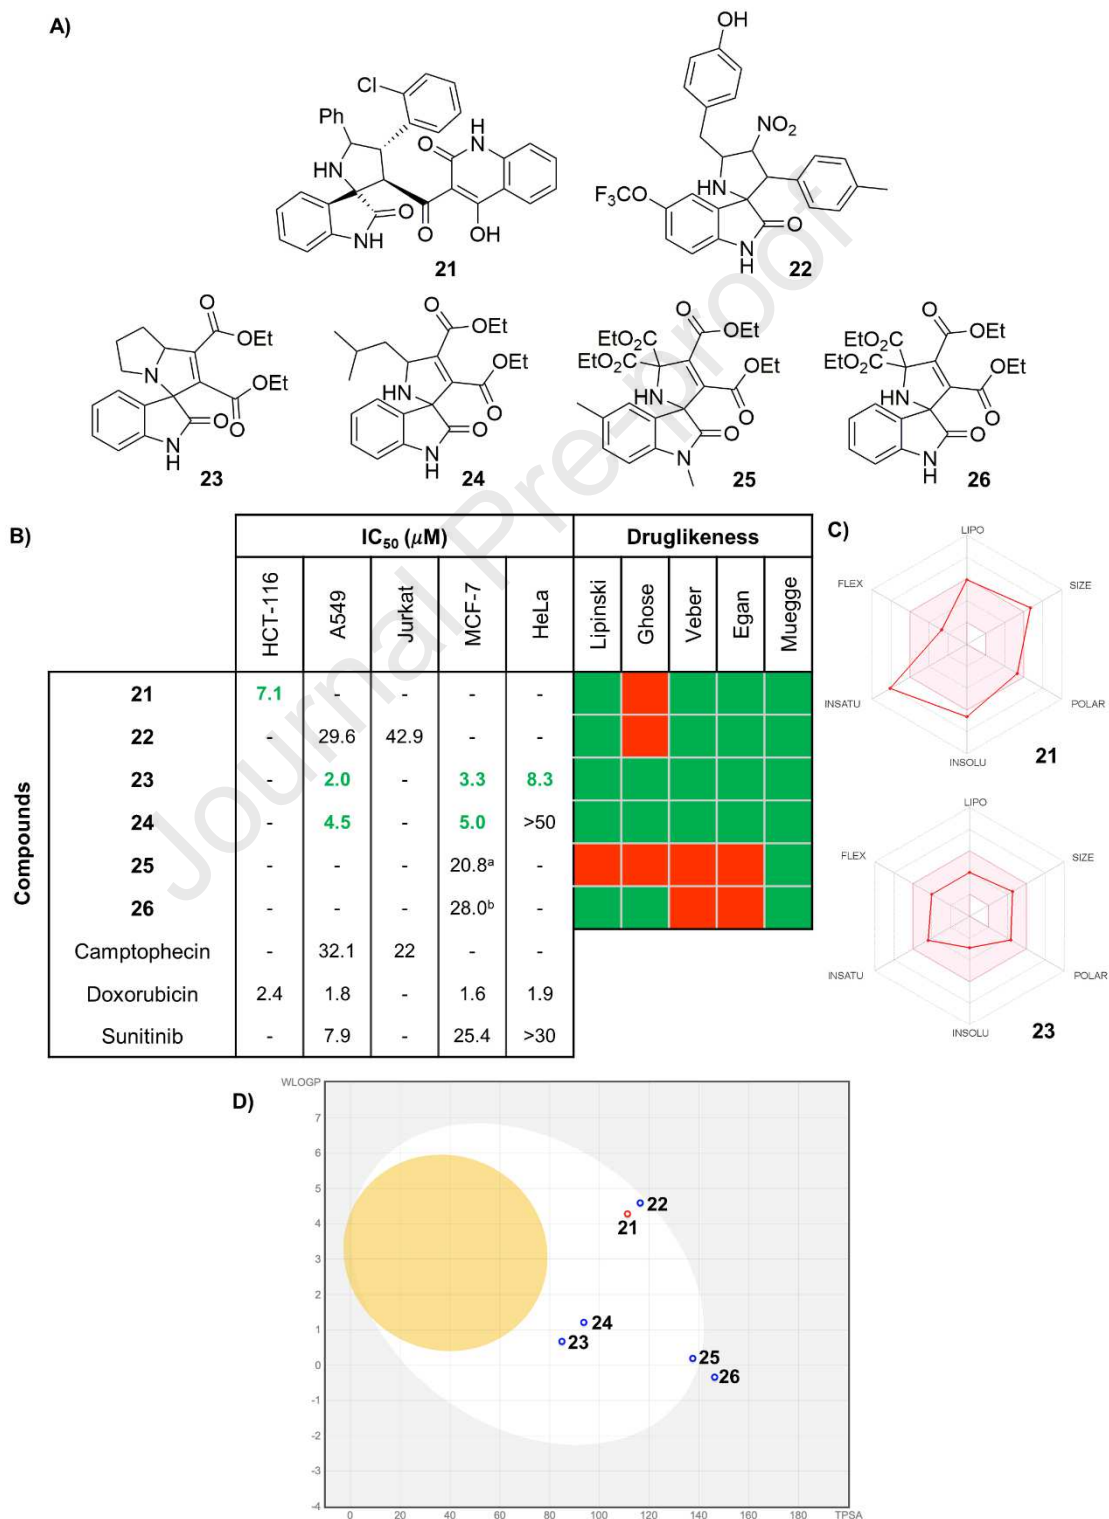 A)
Cl
Ph
HN
O
H
N
O
OH
O
NH
21
OH
NO2
HN
F3CO
O
N
H
22
O
OEt
N
OEt
O
O
N
H
23
O
OEt
OEt
HN
O
O
N
H
24
EtO2C
EtO2C
O
OEt
OEt
HN
O
O
N
25
EtO2C
EtO2C
O
OEt
OEt
HN
O
O
N
H
26
Journal Pre-proof
B)
IC50 (μM) Druglikeness
HCT-116 A549 Jurkat MCF-7 HeLa Lipinski Ghose Veber Egan Muegge
Compounds
21 7.1 - - - -
22 - 29.6 42.9 - -
23 - 2.0 - 3.3 8.3
24 - 4.5 - 5.0 >50
25 - - - 20.8a -
26 - - - 28.0b -
Camptophecin - 32.1 22 - -
Doxorubicin 2.4 1.8 - 1.6 1.9
Sunitinib - 7.9 - 25.4 >30
C)
LIPO
FLEX SIZE
INSATU POLAR
INSOLU
21
LIPO
FLEX SIZE
INSATU POLAR
INSOLU
23
D)
WLOGP
7
6
5
4
3
2
1
0
-1
-2
-3
-4
22
21
24
23
25
26
0 20 40 60 80 100 120 140 160 180 TPSA